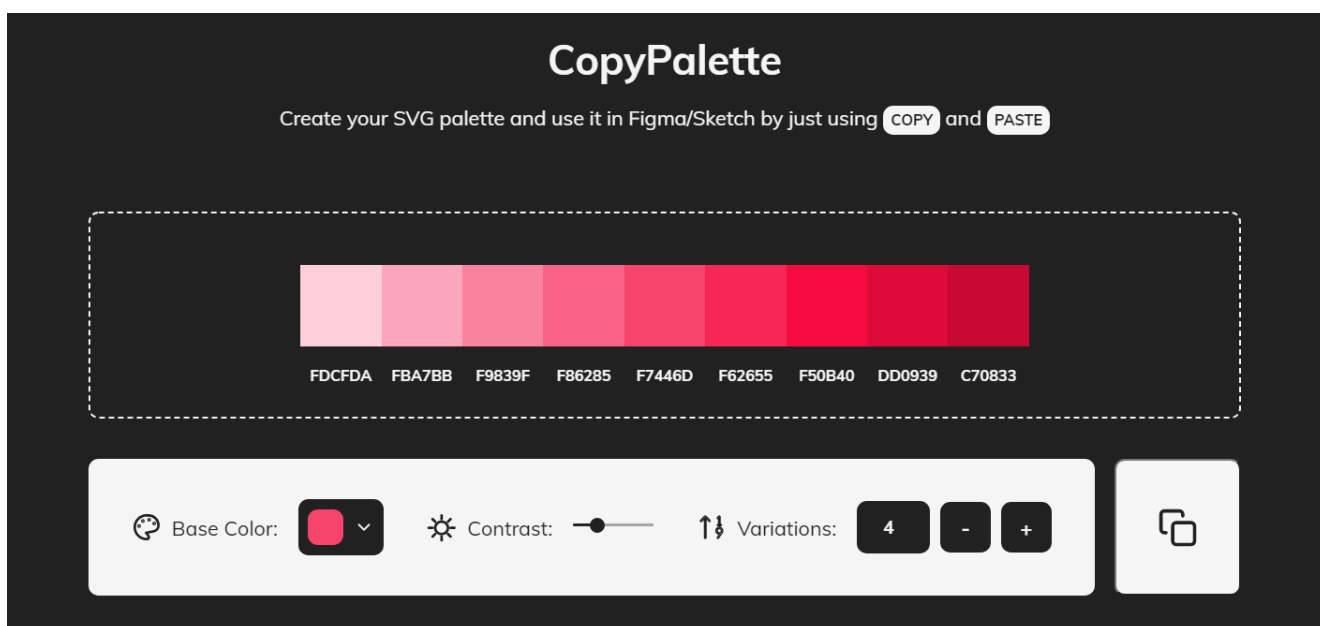 CopyPalette
Create your SVG palette and use it in Figma/Sketch by just using COPY and PASTE
FDCFDA FBA7BB F9839F F86285 F7446D F62655 F50B40 DD0939 C70833
Base Color: Contrast: Variations: 4 - +